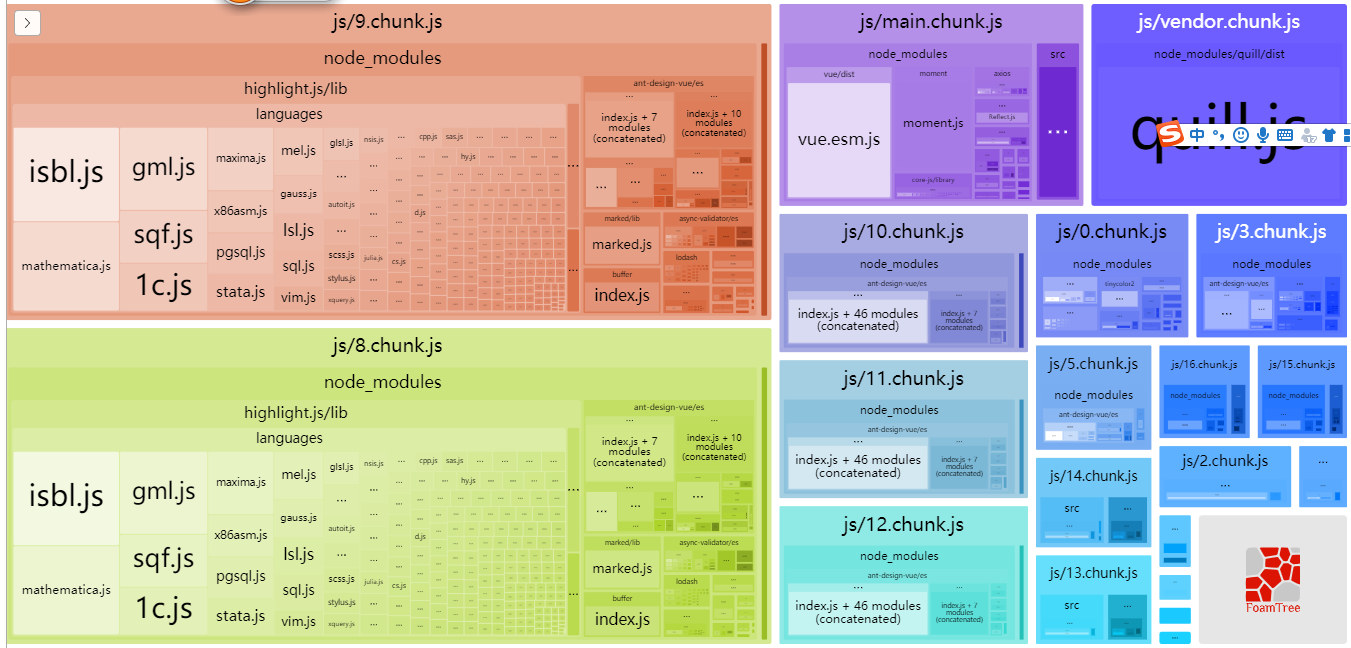 js/9.chunk.js
node_modules
highlight.js/lib
languages
isbl.js
mathematica.js
gml.js
sqf.js
1c.js
maxima.js
x86asm.js
pgsql.js
stata.js
mel.js
gauss.js
lsl.js
sql.js
vim.js
glsl.js
...
autoit.js
...
scss.js
stylus.js
xquery.js
nsis.js
julia.js
cpp.js
sas.js
hy.js
d.js
cs.js
ant-design-vue/es
...
index.js + 7
modules
(concatenated)
...
index.js + 10
modules
(concatenated)
marked/lib
marked.js
buffer
index.js
async-validator/es
lodash
js/8.chunk.js
node_modules
highlight.js/lib
languages
isbl.js
mathematica.js
gml.js
sqf.js
1c.js
maxima.js
x86asm.js
pgsql.js
stata.js
mel.js
gauss.js
lsl.js
sql.js
vim.js
glsl.js
...
autoit.js
...
scss.js
stylus.js
xquery.js
nsis.js
julia.js
cpp.js
sas.js
hy.js
d.js
cs.js
ant-design-vue/es
...
index.js + 7
modules
(concatenated)
...
index.js + 10
modules
(concatenated)
marked/lib
marked.js
buffer
index.js
async-validator/es
lodash
js/main.chunk.js
node_modules
vue/dist
vue.esm.js
moment
moment.js
core-js/library
axios
...
Reflect.js
src
...
js/vendor.chunk.js
node_modules/quill/dist
quill.js
中
js/10.chunk.js
node_modules
ant-design-vue/es
...
index.js + 46 modules
(concatenated)
...
index.js + 7
modules
(concatenated)
js/11.chunk.js
node_modules
ant-design-vue/es
...
index.js + 46 modules
(concatenated)
...
index.js + 7
modules
(concatenated)
js/12.chunk.js
node_modules
ant-design-vue/es
...
index.js + 46 modules
(concatenated)
...
index.js + 7
modules
(concatenated)
js/0.chunk.js
node_modules
...
tinycolor2
...
js/3.chunk.js
node_modules
ant-design-vue/es
...
js/5.chunk.js
node_modules
ant-design-vue/es
...
js/16.chunk.js
node_modules
...
js/15.chunk.js
node_modules
...
js/2.chunk.js
...
js/14.chunk.js
src
...
js/13.chunk.js
src
...
FoamTree